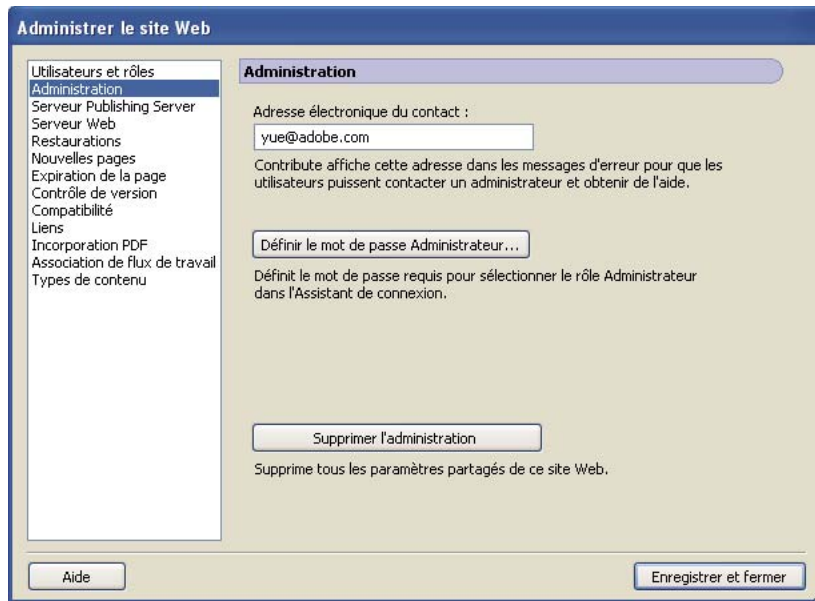 Administrer le site Web
Utilisateurs et rôles
Administration
Serveur Publishing Server
Serveur Web
Restaurations
Nouvelles pages
Expiration de la page
Contrôle de version
Compatibilité
Liens
Incorporation PDF
Association de flux de travail
Types de contenu
Administration
Adresse électronique du contact :
yue@adobe.com
Contribute affiche cette adresse dans les messages d'erreur pour que les
utilisateurs puissent contacter un administrateur et obtenir de l'aide.
Définir le mot de passe Administrateur...
Définit le mot de passe requis pour sélectionner le rôle Administrateur
dans l'Assistant de connexion.
Supprimer l'administration
Supprime tous les paramètres partagés de ce site Web.
Aide
Enregistrer et fermer